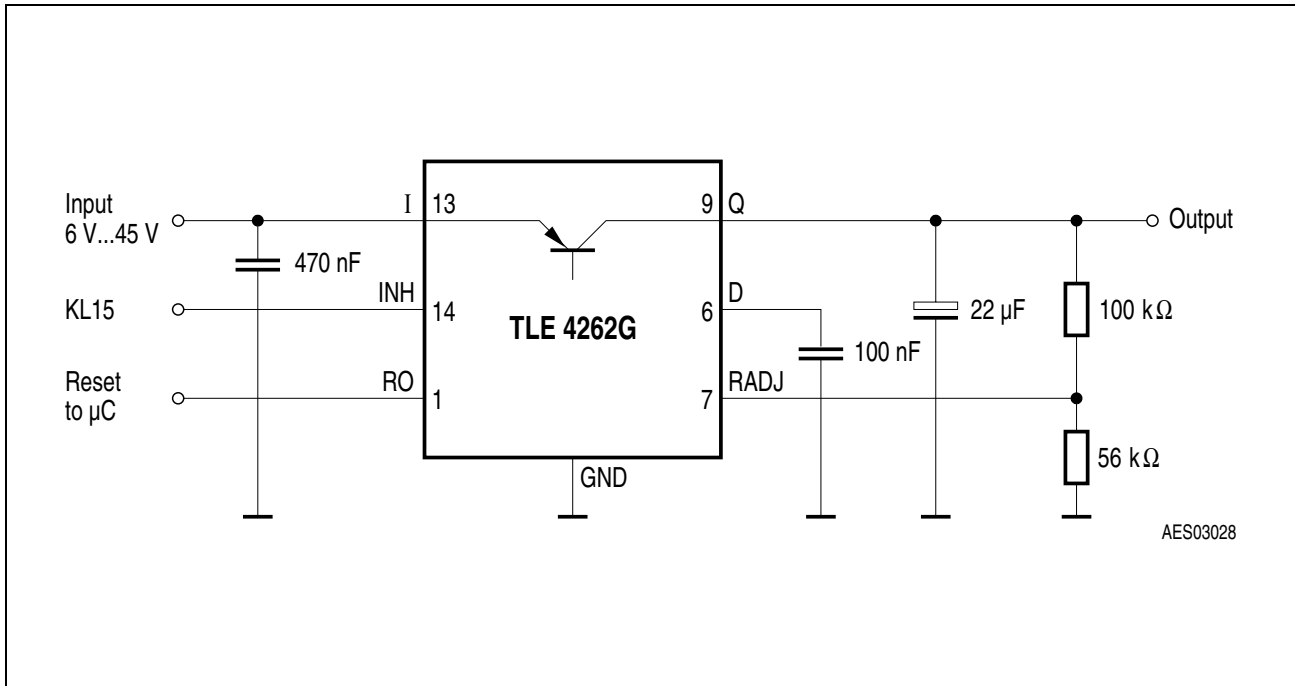 Input
6 V...45 V
I
13
9
Q
Output
470 nF
KL15
INH
14
TLE 4262G
D
6
100 nF
22 µF
100 kΩ
Reset
to µC
RO
1
RADJ
7
56 kΩ
GND
AES03028